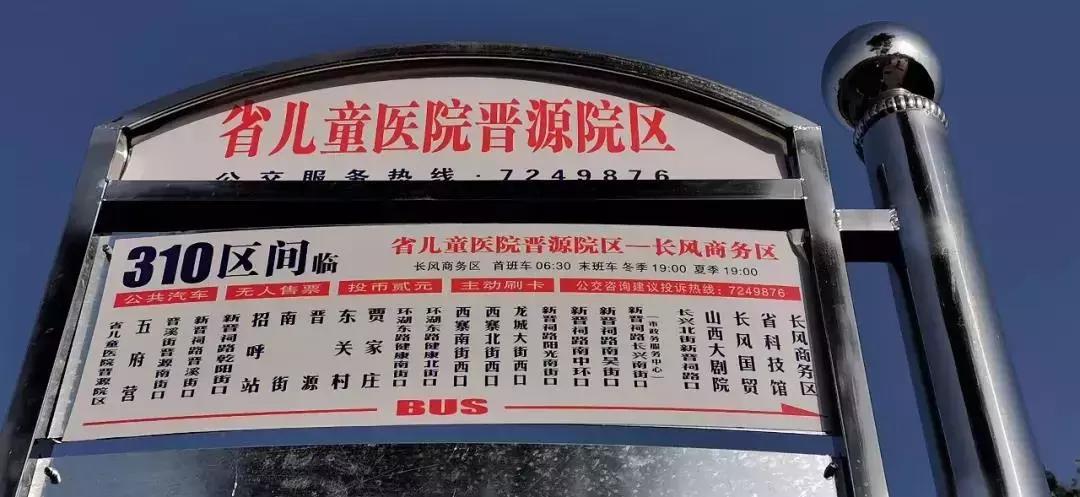 省儿童医院晋源院区
公交服务热线·7249876
310区间临
省儿童医院晋源院区—长风商务区
长风商务区 首班车06:30 末班车 冬季19:00 夏季19:00
公共汽车 无人售票 投币贰元 主动刷卡 公交咨询建议投诉热线：7249876
省儿童医院晋源院区
五府营
晋溪街晋源南街口
新晋祠路晋溪街口
新晋祠路乾阳街口
招呼站
南街
晋源
东关村
贾家庄
环湖东路健康南街口
环湖东路健康北街口
西寨南街西口
西寨北街西口
龙城大街西口
新晋祠路阳光南街口
新晋祠路南中环口
新晋祠路南吴街口
新晋祠路长兴南街口
（市政务服务中心）
长兴北街新晋祠路口
山西大剧院
长风国贸
省科技馆
长风商务区
BUS